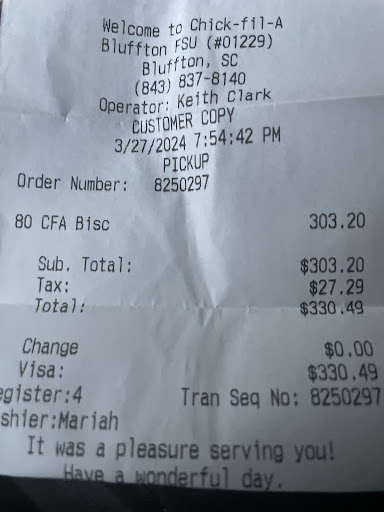 Welcome to Chick-fil-A
Bluffton FSU (#01229)
Bluffton, SC
(843) 837-8140
Operator: Keith Clark
CUSTOMER COPY
3/27/2024 7:54:42 PM
PICKUP
Order Number: 8250297
80 CFA Bisc 303.20
Sub. Total: $303.20
Tax: $27.29
Total: $330.49
Change $0.00
Visa: $330.49
egister:4 Tran Seq No: 8250297
shier:Mariah
It was a pleasure serving you!
Have a wonderful day.